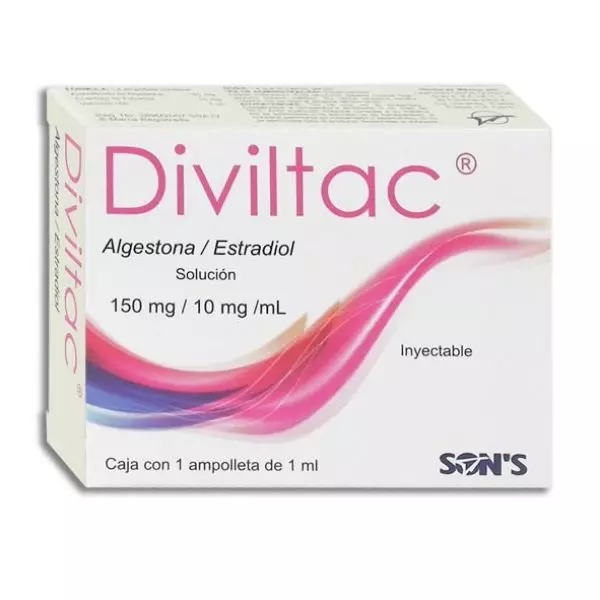 Diviltac®
Algestona / Estradiol
Solución
150 mg / 10 mg /mL
Inyectable
Caja con 1 ampolleta de 1 ml
SON'S
Diviltac®
Algestona / Estradiol